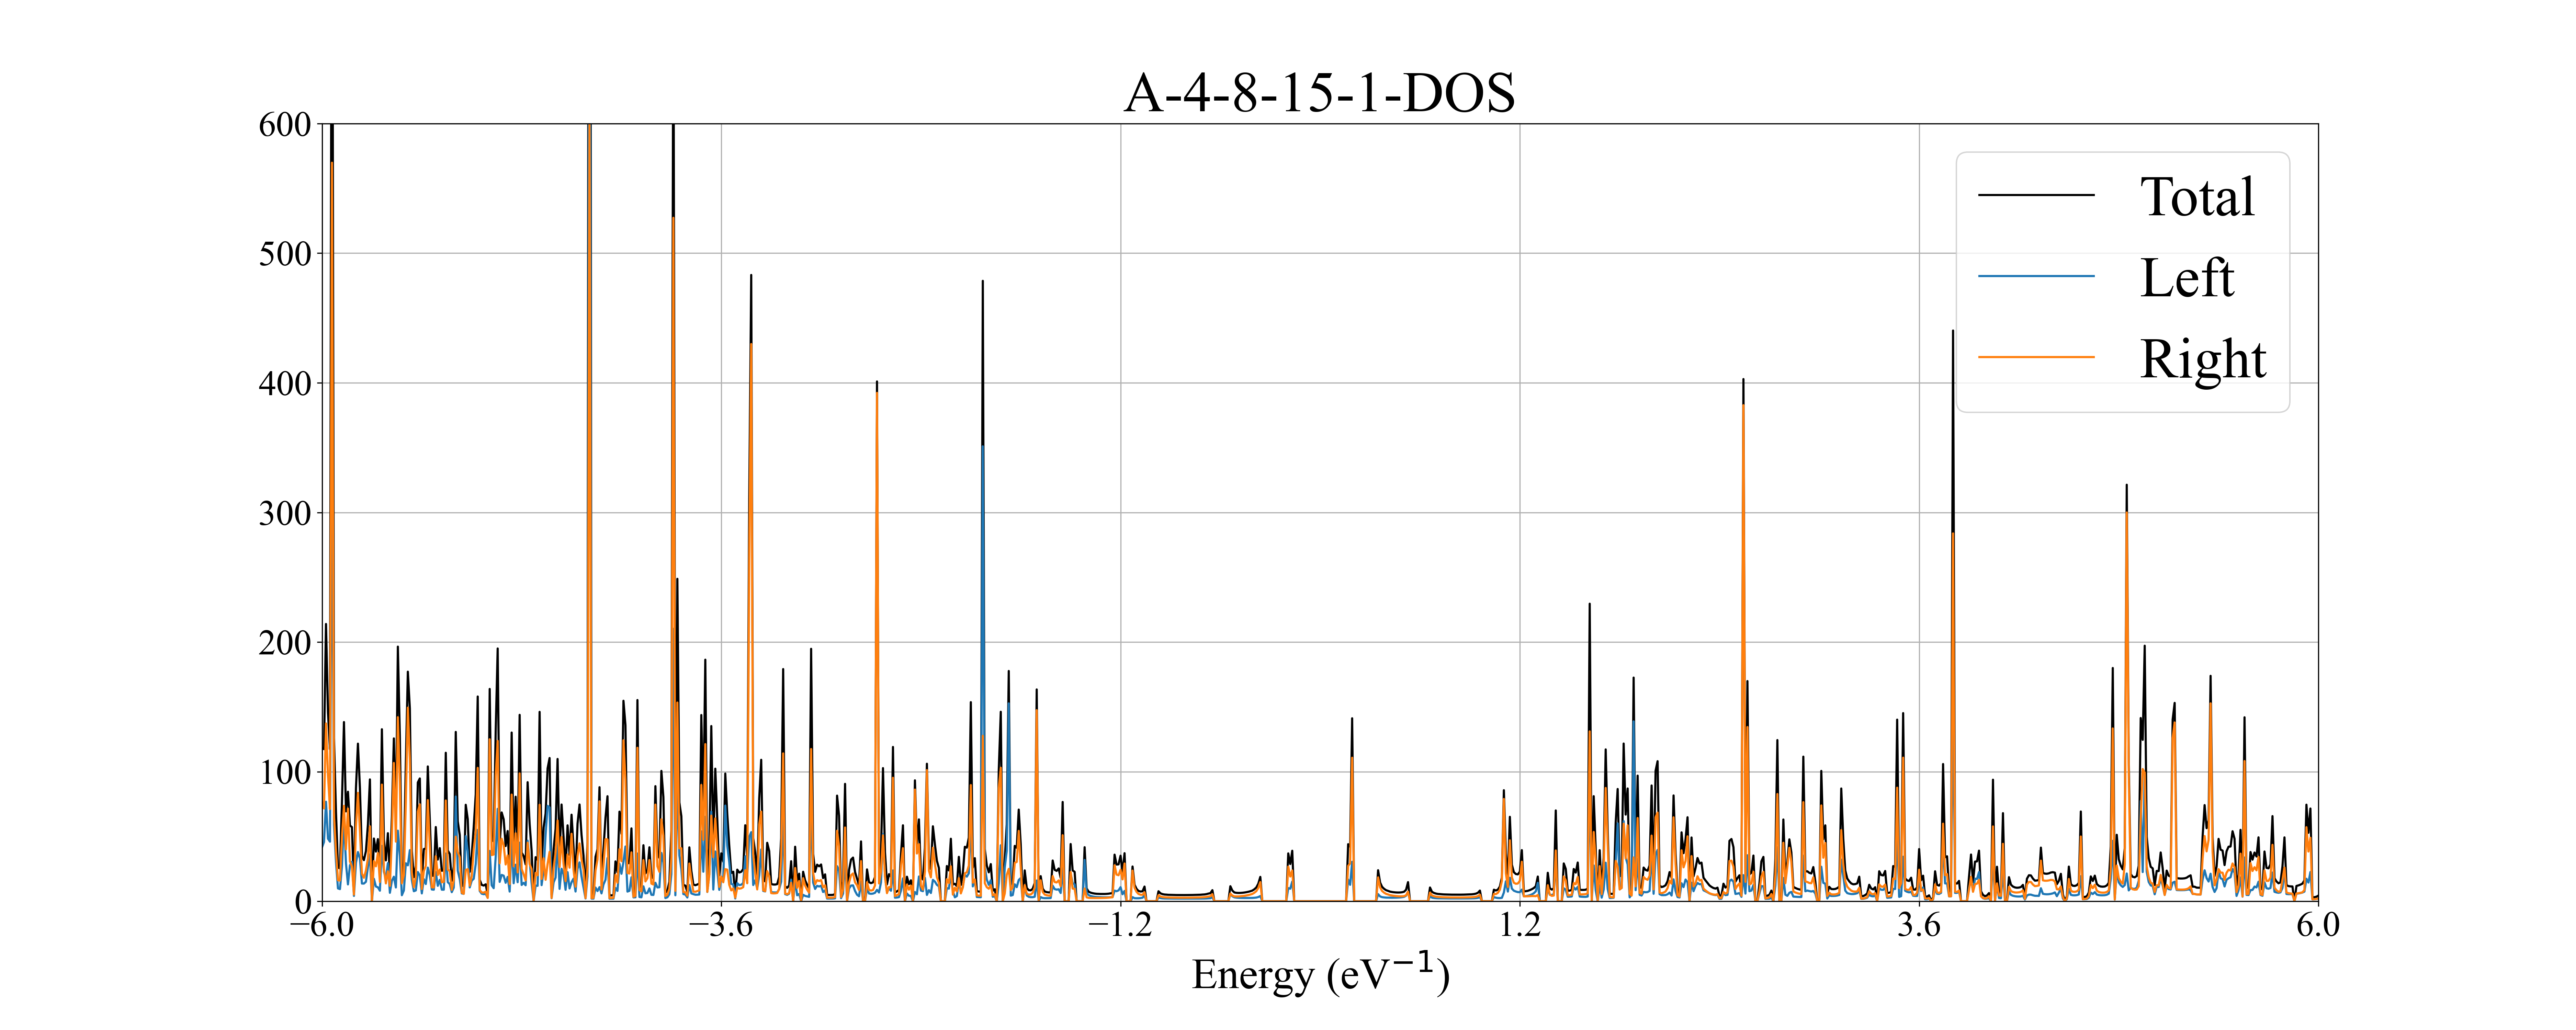 A-4-8-15-1-DOS
600
500
400
300
200
100
0
Total
Left
Right
−6.0 −3.6 −1.2 1.2 3.6 6.0
Energy (eV⁻¹)